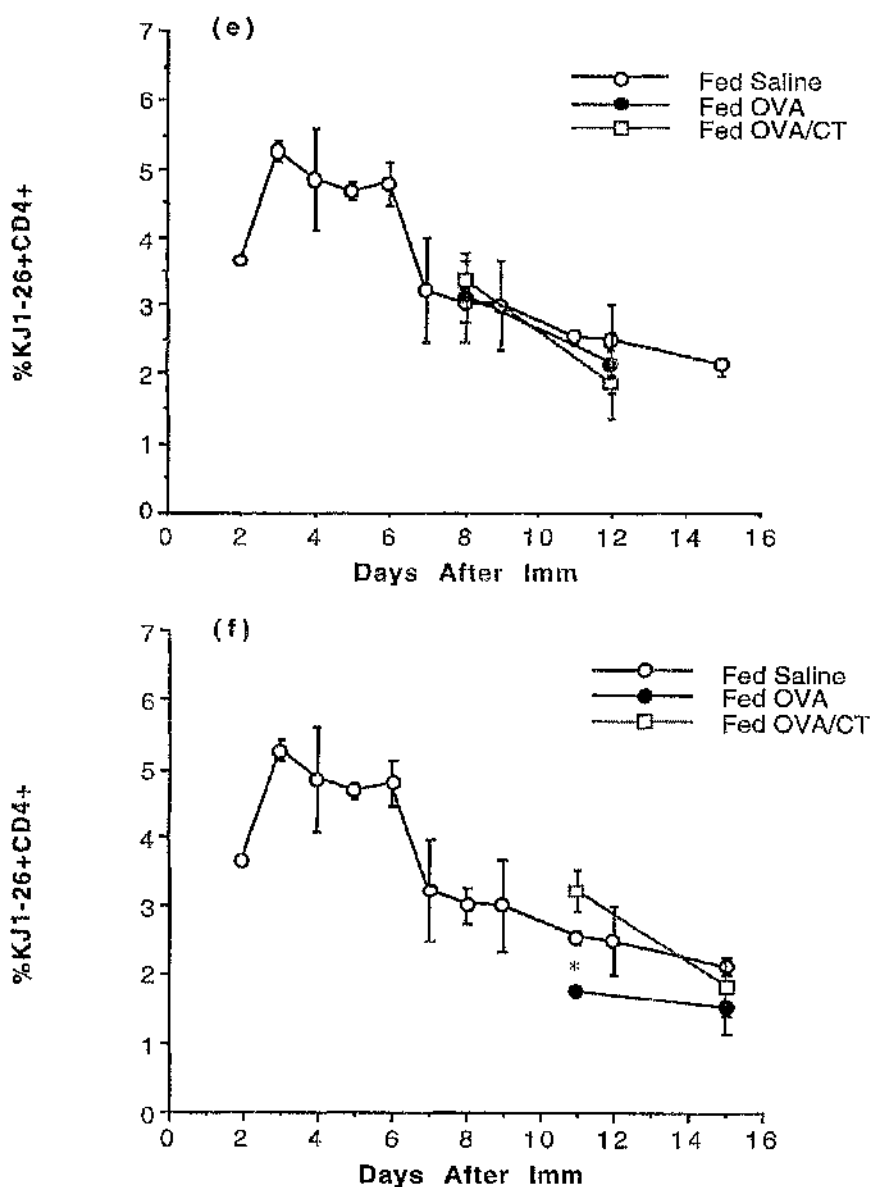 (e)
7
6
5
4
3
2
1
0
%KJ1-26+CD4+
Fed Saline
Fed OVA
Fed OVA/CT
0 2 4 6 8 10 12 14 16
Days After Imm
(f)
7
6
5
4
3
2
1
0
%KJ1-26+CD4+
Fed Saline
Fed OVA
Fed OVA/CT
*
0 2 4 6 8 10 12 14 16
Days After Imm